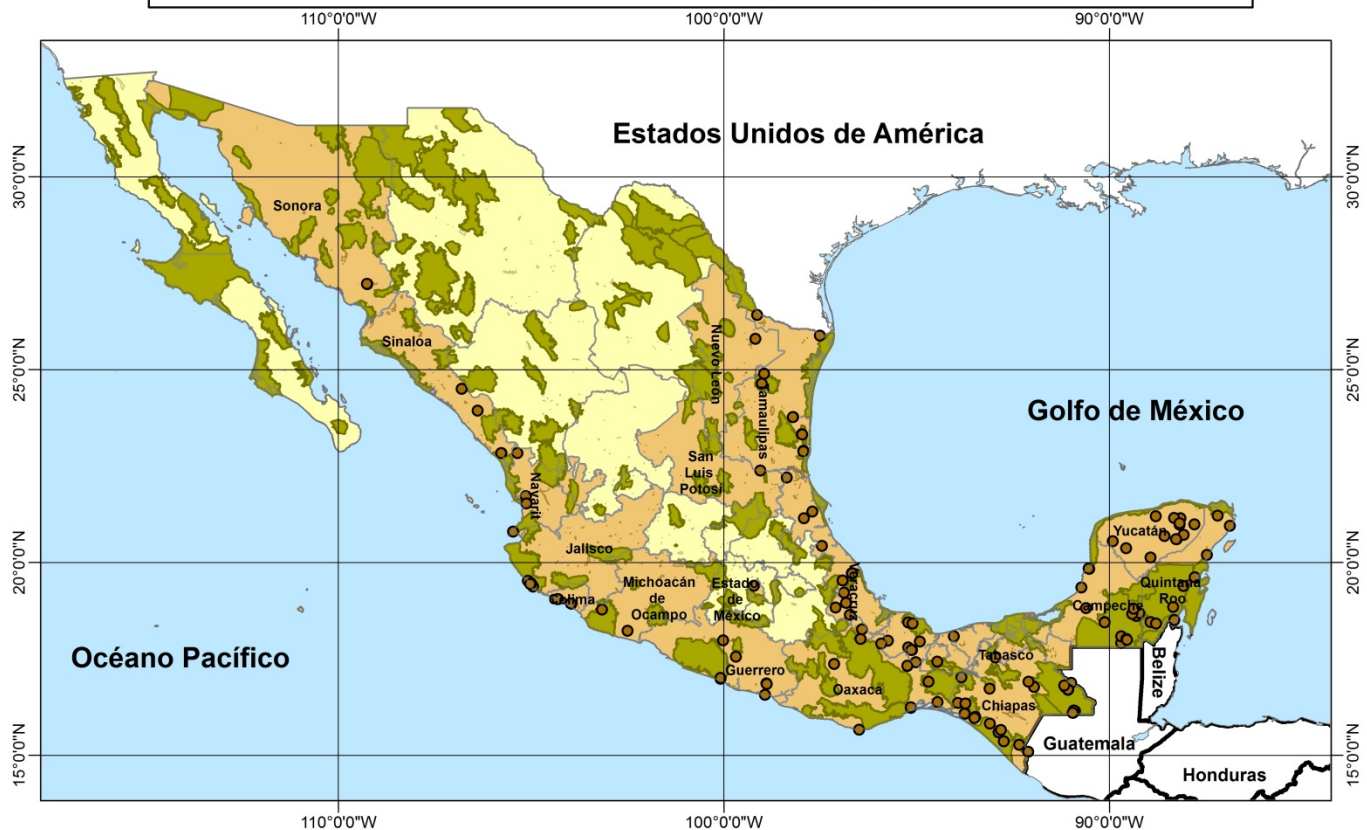 110°0'0"W
100°0'0"W
90°0'0"W
Estados Unidos de América
30°0'0"N
30°0'0"N
Sonora
Sinaloa
Nuevo León
25°0'0"N
25°0'0"N
Tamaulipas
Golfo de México
San
Luis
Potosí
Nayarit
Yucatán
Jalisco
20°0'0"N
20°0'0"N
Michoacán
de
Ocampo
Estado
de
México
Veracruz
Quintana
Roo
Colima
Campeche
Océano Pacífico
Guerrero
Tabasco
Belize
Oaxaca
Chiapas
Guatemala
15°0'0"N
15°0'0"N
Honduras
110°0'0"W
100°0'0"W
90°0'0"W